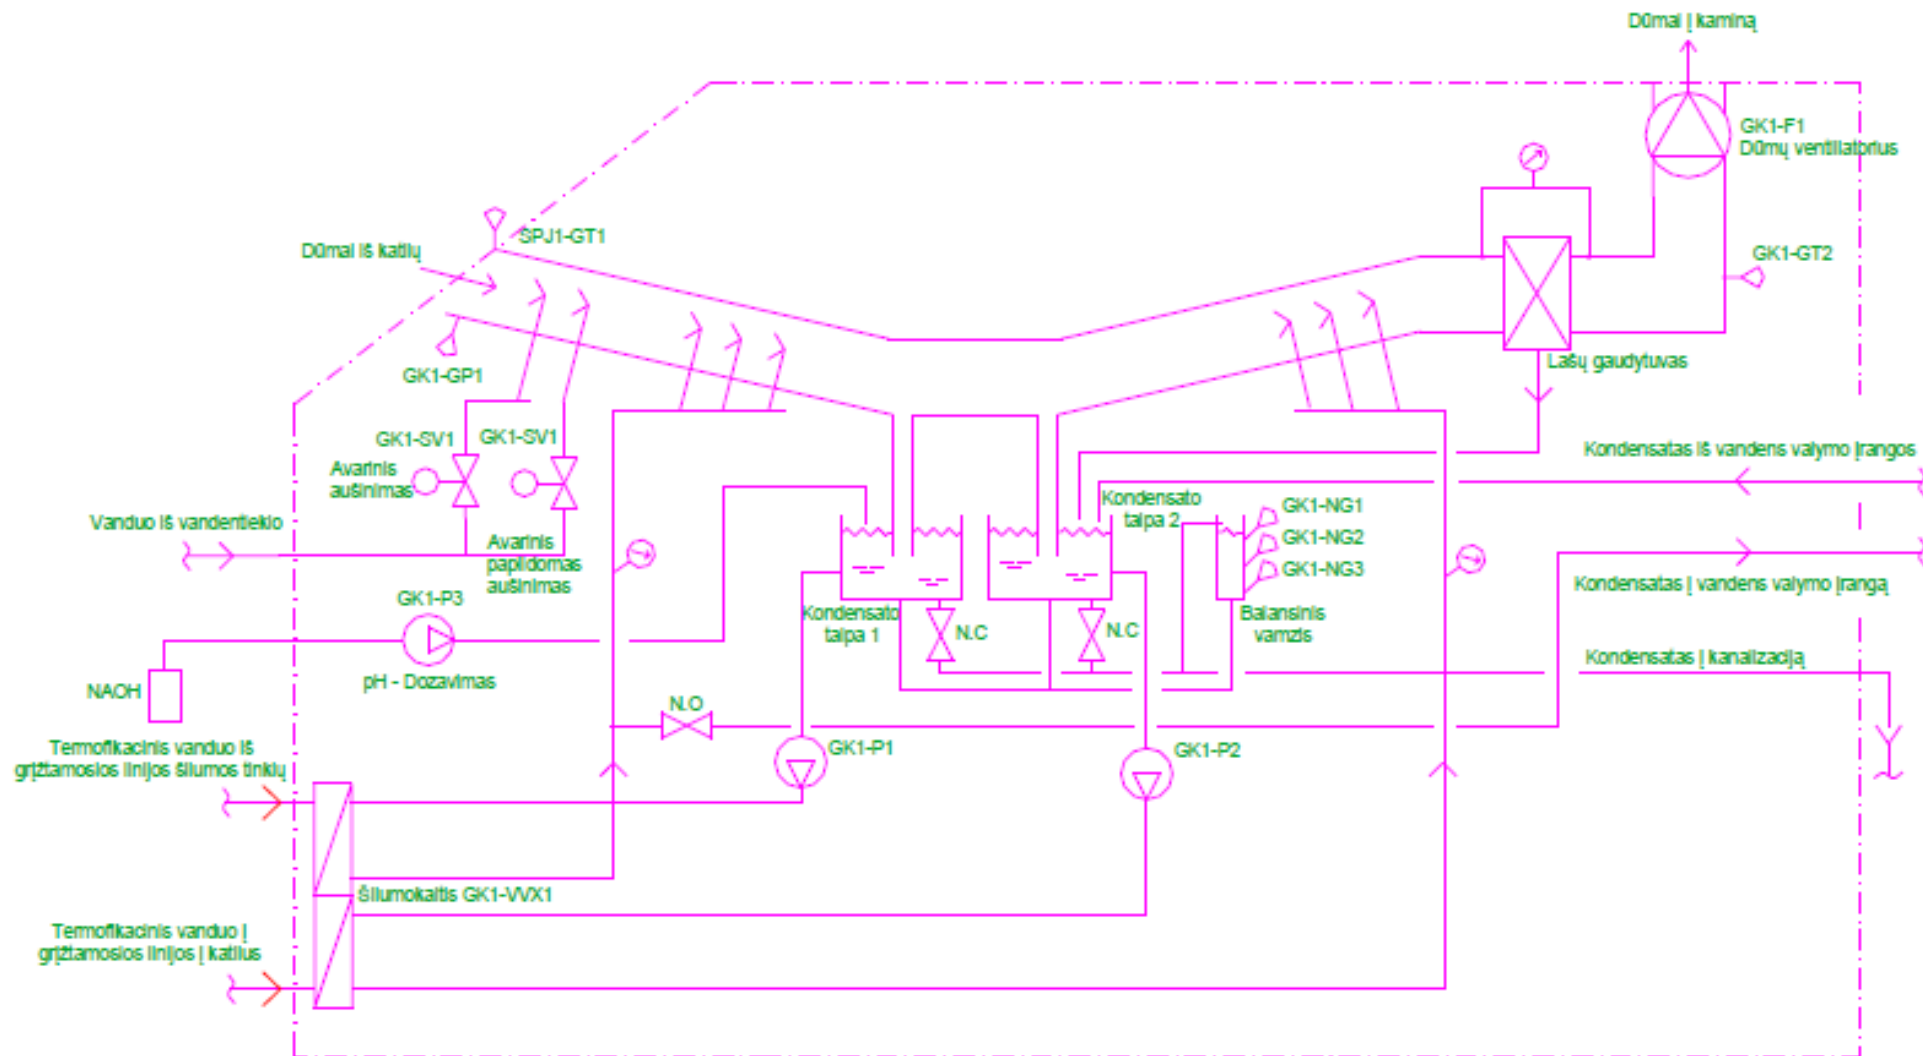 Dūmai į kaminą
GK1-F1
Dūmų ventiliatorius
SPJ1-GT1
Dūmai iš katilų
GK1-GT2
GK1-GP1
Lašų gaudytuvas
GK1-SV1
GK1-SV1
Avarinis
aušinimas
Kondensatas iš vandens valymo įrangos
Kondensato
talpa 2
GK1-NG1
GK1-NG2
GK1-NG3
Vanduo iš vandentiekio
Avarinis
papildomas
aušinimas
Kondensatas į vandens valymo įrangą
GK1-P3
Kondensato
talpa 1
N.C
N.C
Balansinis
vamzis
Kondensatas į kanalizaciją
pH - Dozavimas
NAOH
N.O
Termofikacinis vanduo iš
grįžtamosios linijos šilumos tinklų
GK1-P1
GK1-P2
Šilumokaitis GK1-VVX1
Termofikacinis vanduo į
grįžtamosios linijos į katilus